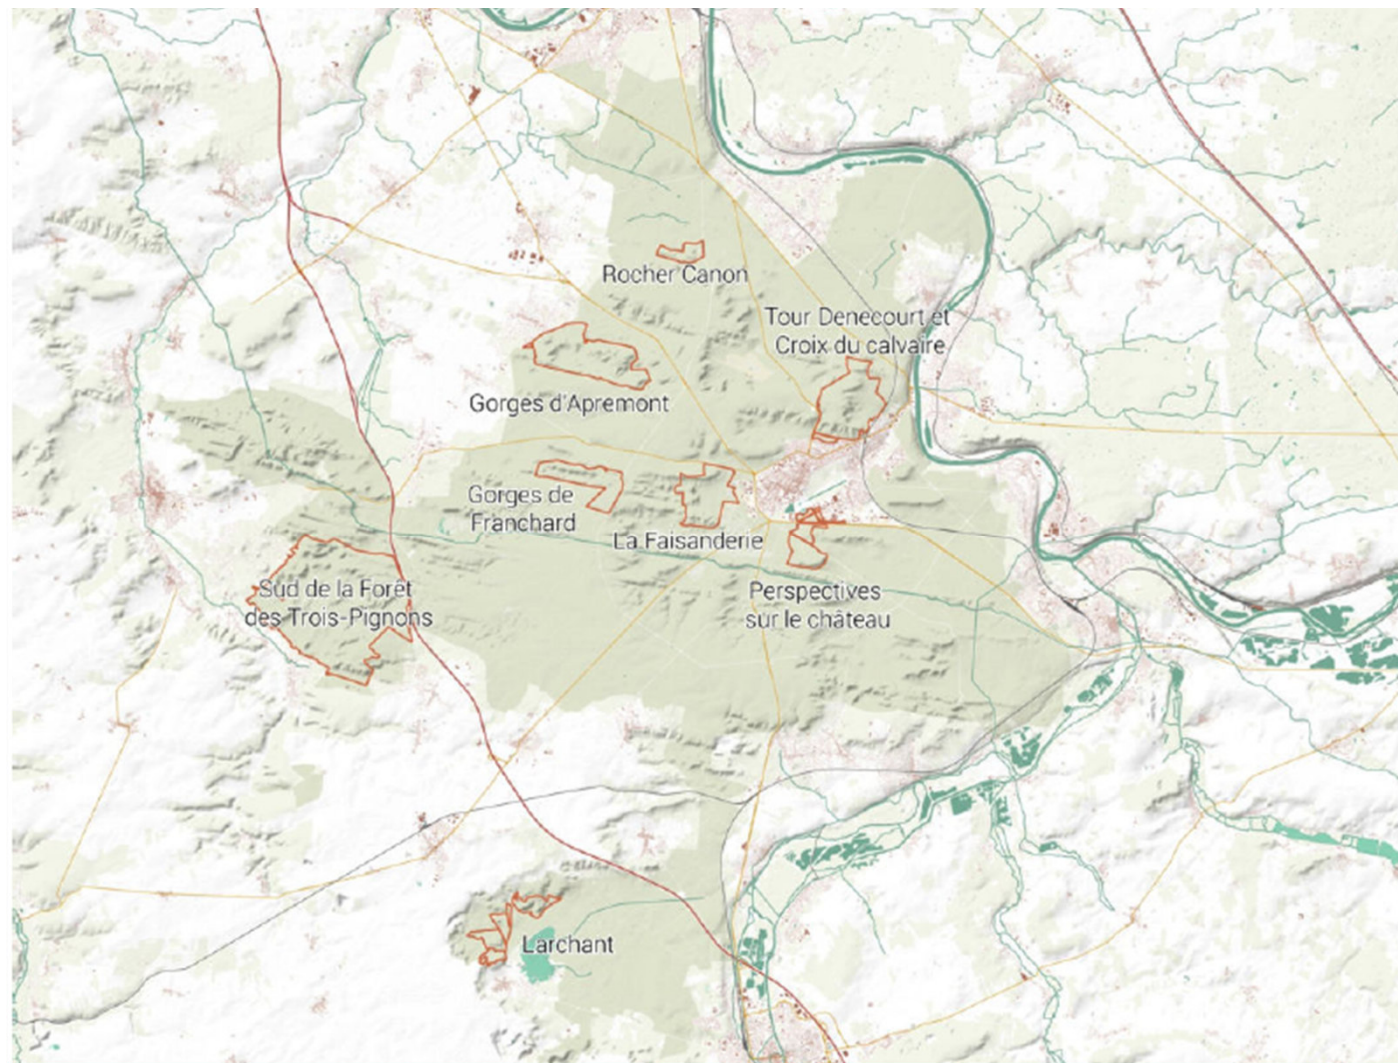 Rocher Canon
Tour Denecourt et
Croix du calvaire
Gorges d'Apremont
Gorges de
Franchard
La Faisanderie
Sud de la Forêt
des Trois-Pignons
Perspectives
sur le château
Larchant